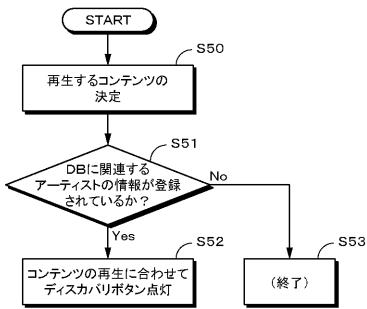 START
S50
再生するコンテンツの
決定
S51
DBに関連する
アーティストの情報が登録
されているか？
No
Yes
S52
コンテンツの再生に合わせて
ディスカバリボタン点灯
S53
（終了）